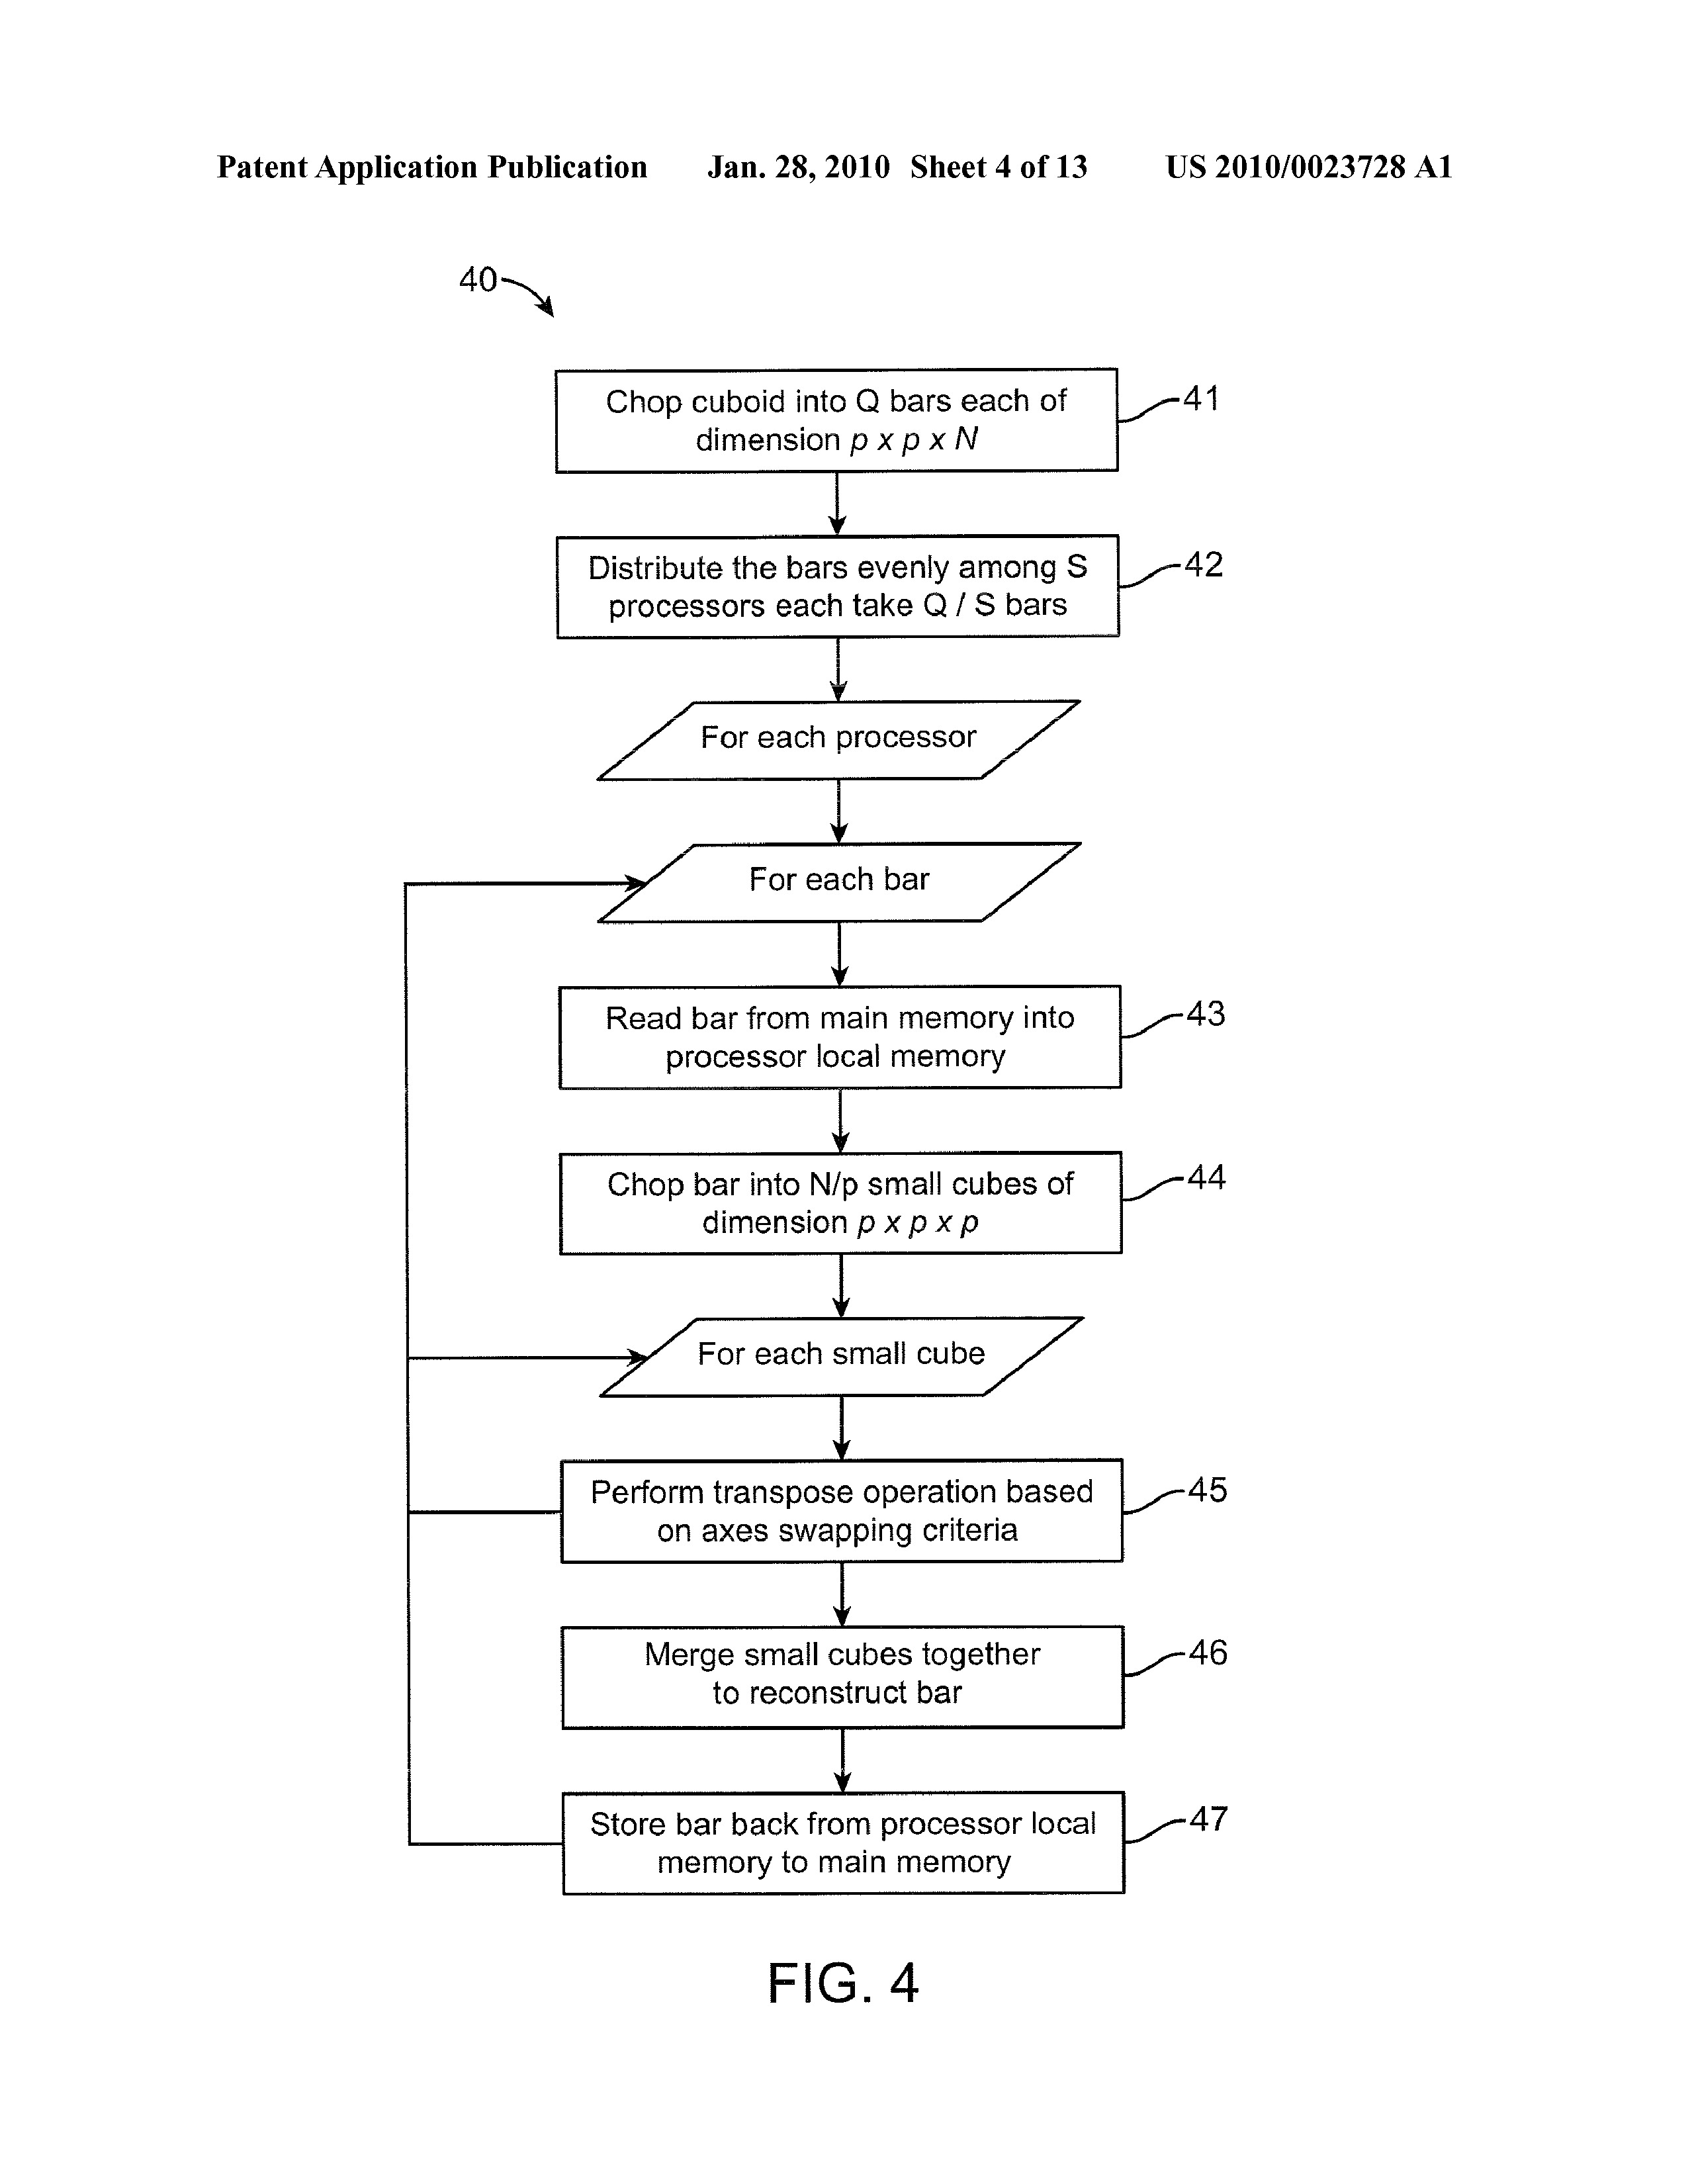 Patent Application Publication Jan. 28, 2010 Sheet 4 of 13 US 2010/0023728 A1
40
Chop cuboid into Q bars each of
dimension p x p x N
41
Distribute the bars evenly among S
processors each take Q / S bars
42
For each processor
For each bar
Read bar from main memory into
processor local memory
43
Chop bar into N/p small cubes of
dimension p x p x p
44
For each small cube
Perform transpose operation based
on axes swapping criteria
45
Merge small cubes together
to reconstruct bar
46
Store bar back from processor local
memory to main memory
47
FIG. 4